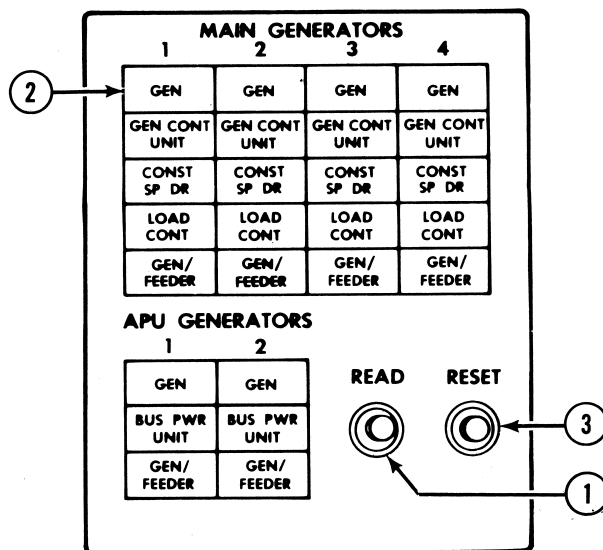 MAIN GENERATORS
1 2 3 4
2
GEN GEN GEN GEN
GEN CONT GEN CONT GEN CONT GEN CONT
UNIT UNIT UNIT UNIT
CONST CONST CONST CONST
SP DR SP DR SP DR SP DR
LOAD LOAD LOAD LOAD
CONT CONT CONT CONT
GEN/ GEN/ GEN/ GEN/
FEEDER FEEDER FEEDER FEEDER
APU GENERATORS
1 2
READ RESET
GEN GEN
BUS PWR BUS PWR
UNIT UNIT
3
GEN/ GEN/
FEEDER FEEDER
1